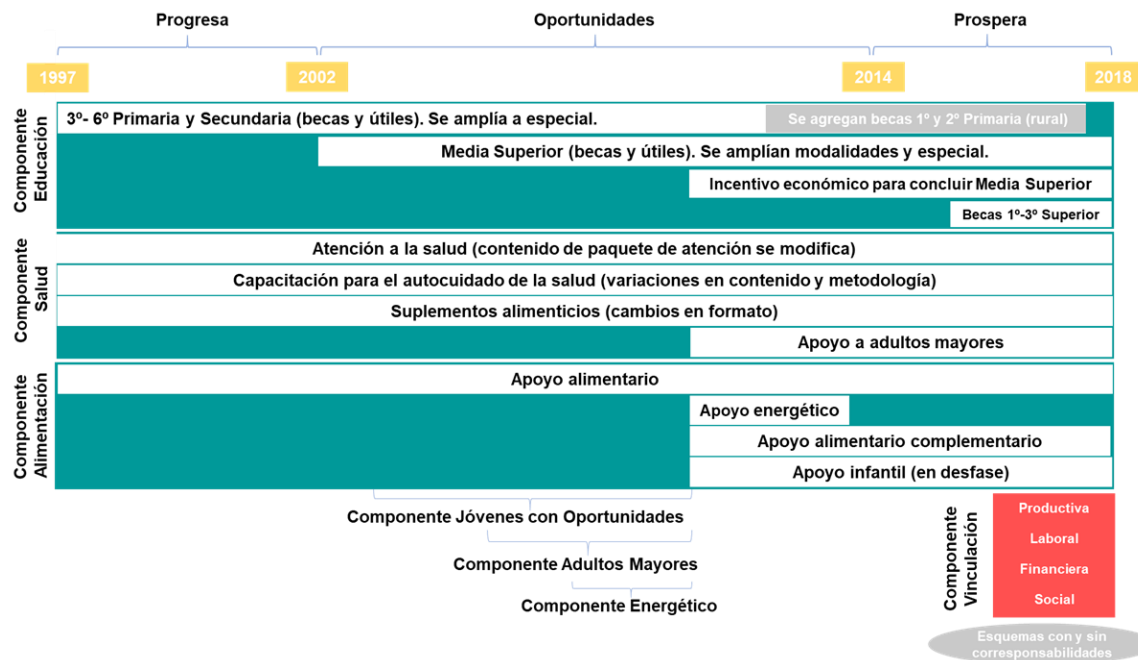 Progresa
Oportunidades
Prospera
1997
2002
2014
2018
Componente
Educación
3º- 6º Primaria y Secundaria (becas y útiles). Se amplía a especial.
Se agregan becas 1º y 2º Primaria (rural)
Media Superior (becas y útiles). Se amplían modalidades y especial.
Incentivo económico para concluir Media Superior
Becas 1º-3º Superior
Componente
Salud
Atención a la salud (contenido de paquete de atención se modifica)
Capacitación para el autocuidado de la salud (variaciones en contenido y metodología)
Suplementos alimenticios (cambios en formato)
Apoyo a adultos mayores
Componente
Alimentación
Apoyo alimentario
Apoyo energético
Apoyo alimentario complementario
Apoyo infantil (en desfase)
Componente Jóvenes con Oportunidades
Componente Adultos Mayores
Componente Energético
Componente
Vinculación
Productiva
Laboral
Financiera
Social
Esquemas con y sin
corresponsabilidades